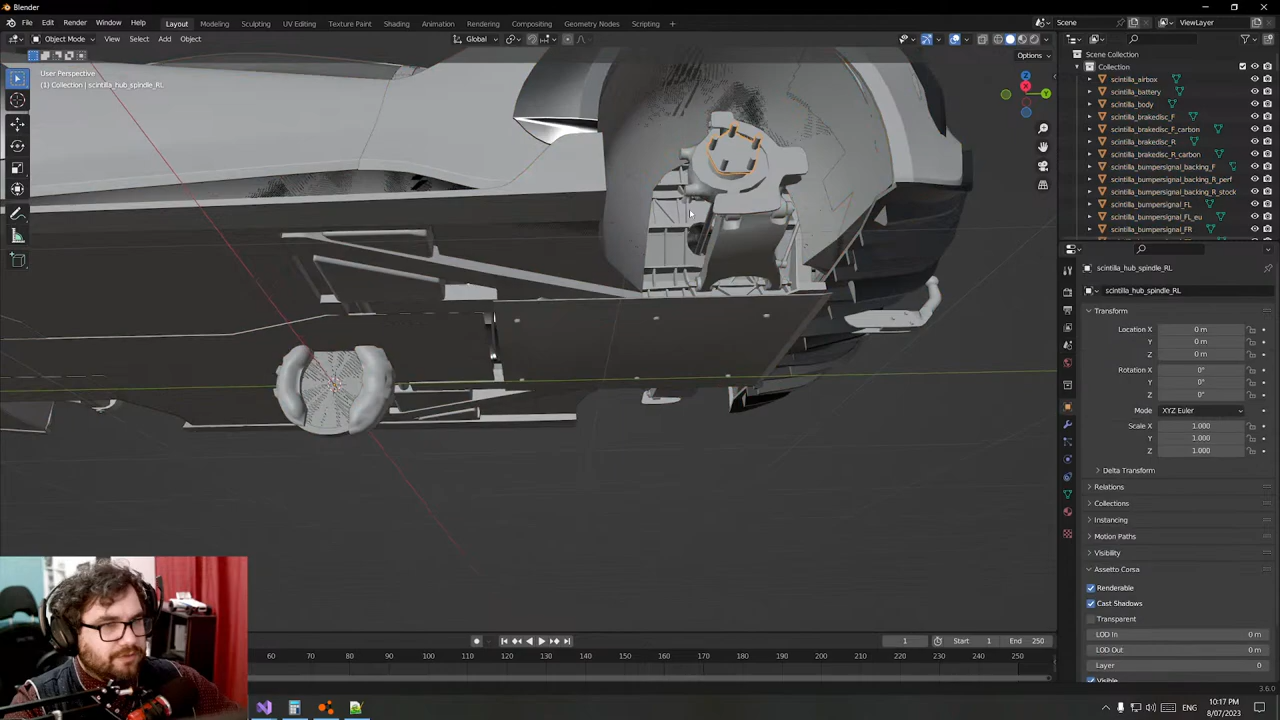 Blender
File Edit Render Window Help Layout Modeling Sculpting UV Editing Texture Paint Shading Animation Rendering Compositing Geometry Nodes Scripting + Scene ViewLayer
Object Mode View Select Add Object Global
Options
User Perspective
(1) Collection | scintilla_hub_spindle_RL
X
Y
Z
Scene Collection
Collection
scintilla_airbox
scintilla_battery
scintilla_body
scintilla_brakedisc_F
scintilla_brakedisc_F_carbon
scintilla_brakedisc_R
scintilla_brakedisc_R_carbon
scintilla_bumpersignal_backing_F
scintilla_bumpersignal_backing_R_perf
scintilla_bumpersignal_backing_R_stock
scintilla_bumpersignal_FL
scintilla_bumpersignal_FL_eu
scintilla_bumpersignal_FR
scintilla_hub_spindle_RL
scintilla_hub_spindle_RL
Transform
Location X 0 m
Y 0 m
Z 0 m
Rotation X 0°
Y 0°
Z 0°
Mode XYZ Euler
Scale X 1.000
Y 1.000
Z 1.000
Delta Transform
Relations
Collections
Instancing
Motion Paths
Visibility
Assetto Corsa
Renderable
Cast Shadows
Transparent
LOD In 0 m
LOD Out 0 m
Layer 0
Visible
1 Start 1 End 250
60 70 80 90 100 110 120 130 140 150 160 170 180 190 200 210 220 230 240 250
3.6.0
ENG
10:17 PM
8/07/2023